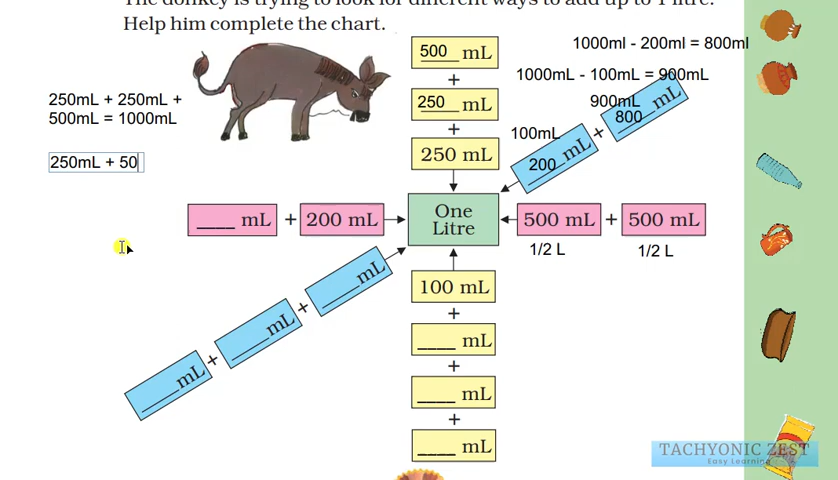 The donkey is trying to look for different ways to add up to 1 litre.
Help him complete the chart.
1000ml - 200ml = 800ml
500 mL
+
1000mL - 100mL = 900mL
250mL + 250mL +
500mL = 1000mL
250 mL
+
900mL
800 mL
+
100mL
200 mL
250 mL
250mL + 50
____ mL + 200 mL
One
Litre
500 mL + 500 mL
1/2 L
1/2 L
____ mL + ____ mL + ____ mL
100 mL
+
____ mL
+
____ mL
+
____ mL
TACHYONIC ZEST
Easy Learning